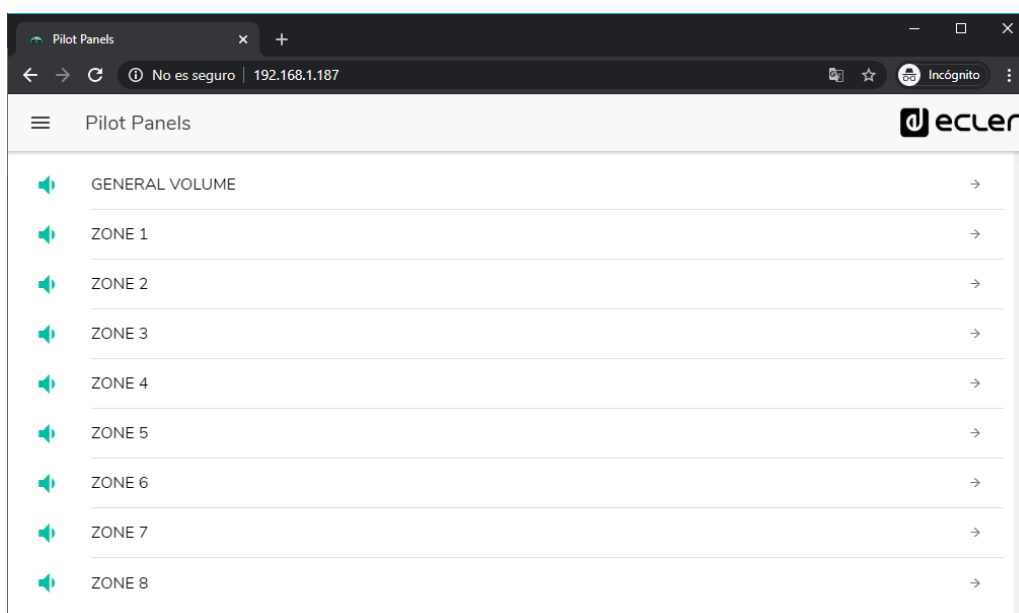 Pilot Panels
No es seguro | 192.168.1.187
Incógnito
Pilot Panels
ecler
GENERAL VOLUME
ZONE 1
ZONE 2
ZONE 3
ZONE 4
ZONE 5
ZONE 6
ZONE 7
ZONE 8